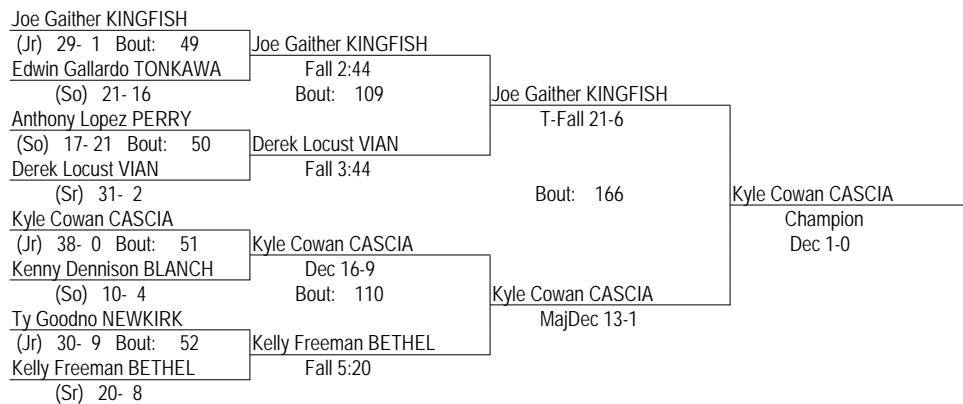 Joe Gaither KINGFISH
(Jr) 29- 1 Bout: 49
Edwin Gallardo TONKAWA
(So) 21- 16
Anthony Lopez PERRY
(So) 17- 21 Bout: 50
Derek Locust VIAN
(Sr) 31- 2
Kyle Cowan CASCIA
(Jr) 38- 0 Bout: 51
Kenny Dennison BLANCH
(So) 10- 4
Ty Goodno NEWKIRK
(Jr) 30- 9 Bout: 52
Kelly Freeman BETHEL
(Sr) 20- 8
Joe Gaither KINGFISH
Fall 2:44
Bout: 109
Derek Locust VIAN
Fall 3:44
Kyle Cowan CASCIA
Dec 16-9
Bout: 110
Kelly Freeman BETHEL
Fall 5:20
Joe Gaither KINGFISH
T-Fall 21-6
Bout: 166
Kyle Cowan CASCIA
MajDec 13-1
Kyle Cowan CASCIA
Champion
Dec 1-0